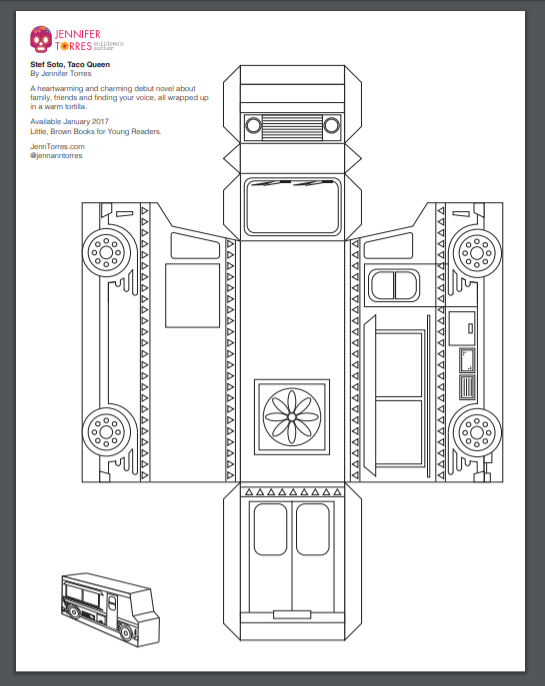 JENNIFER
TORRES children's
author
Stef Soto, Taco Queen
By Jennifer Torres
A heartwarming and charming debut novel about
family, friends and finding your voice, all wrapped up
in a warm tortilla.
Available January 2017
Little, Brown Books for Young Readers.
JennTorres.com
@jennanntorres